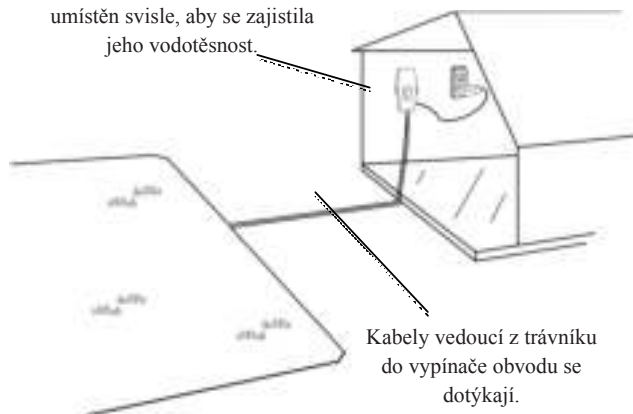 umístěn svisle, aby se zajistila
jeho vodotěsnost.
Kabely vedoucí z trávníku
do vypínače obvodu se
dotýkají.